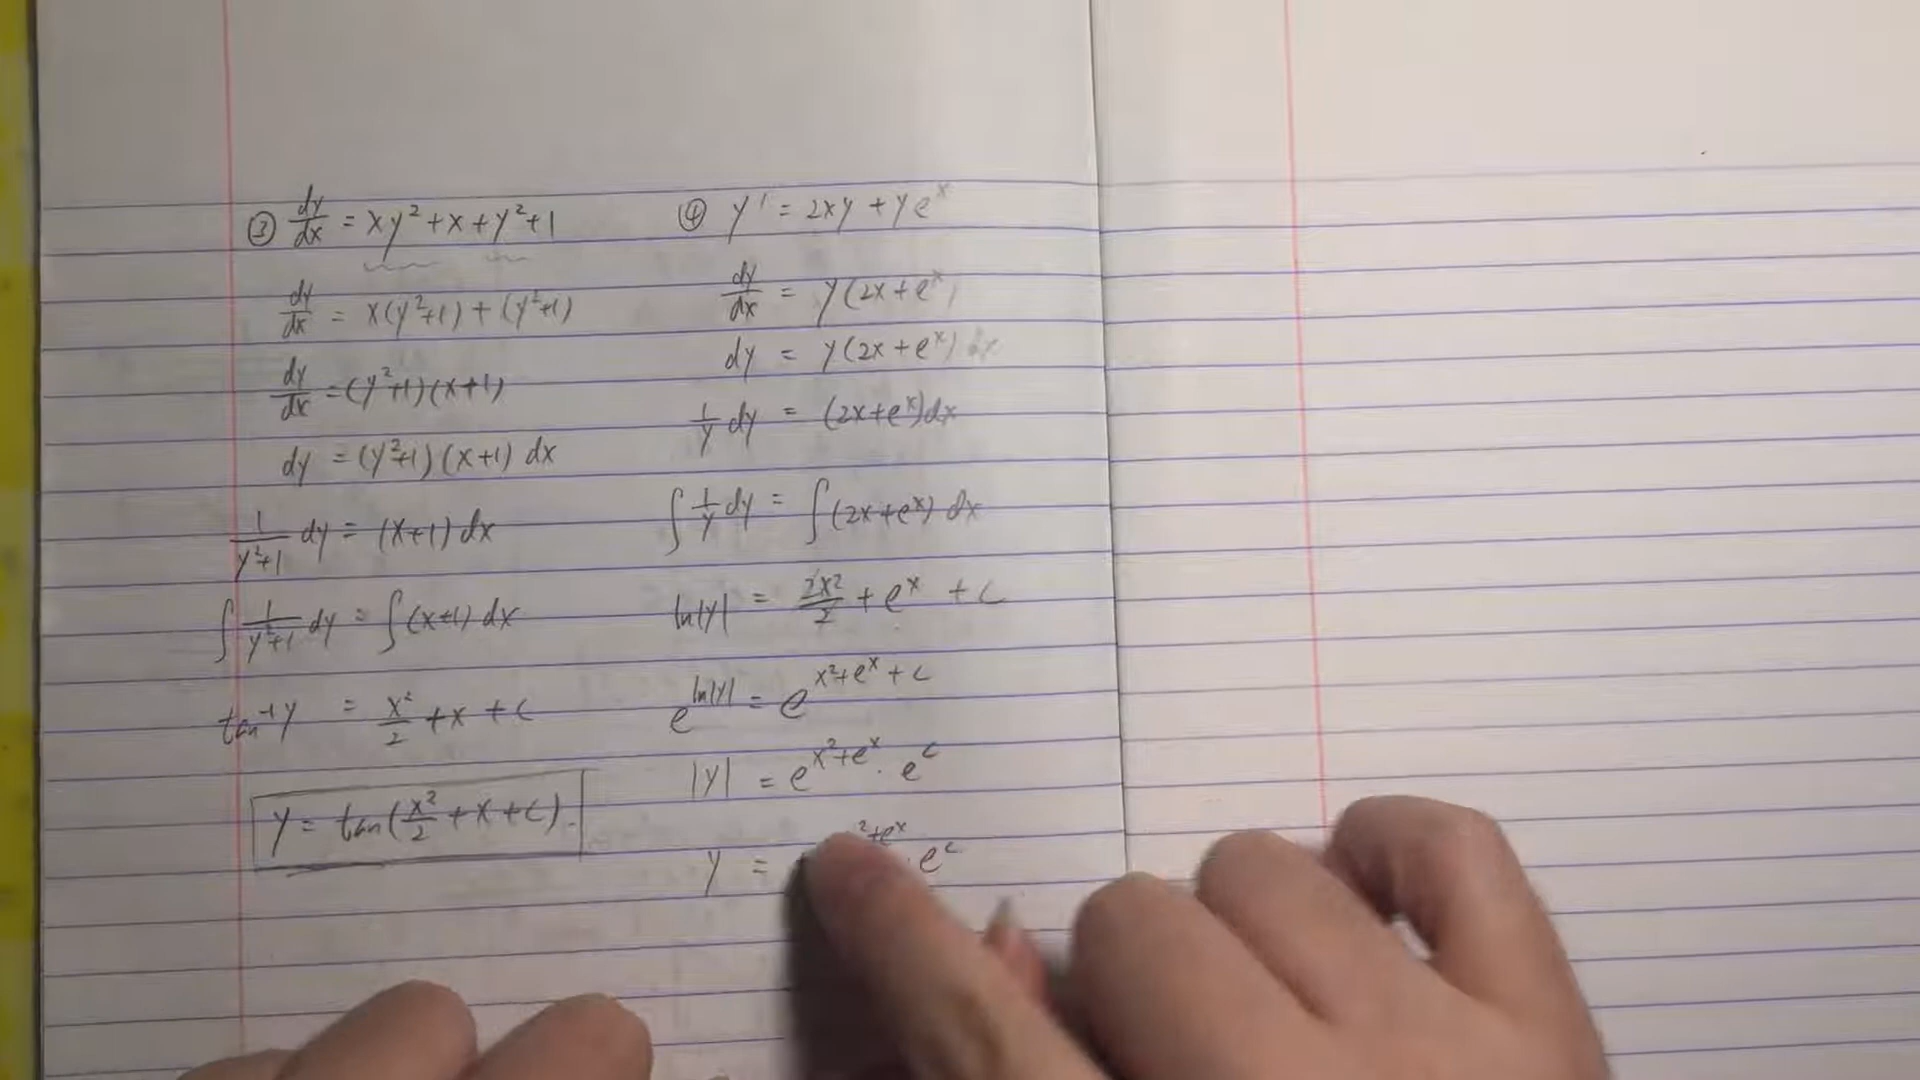 ③ dy/dx = xy² + x + y² + 1
dy/dx = x(y²+1) + (y²+1)
dy/dx = (y²+1)(x+1)
dy = (y²+1)(x+1) dx
1/(y²+1) dy = (x+1) dx
∫ 1/(y²+1) dy = ∫ (x+1) dx
tan⁻¹y = x²/2 + x + c
y = tan(x²/2 + x + c).
④ y' = 2xy + ye^x
dy/dx = y(2x + e^x)
dy = y(2x + e^x) dx
1/y dy = (2x + e^x) dx
∫ 1/y dy = ∫ (2x + e^x) dx
ln|y| = 2x²/2 + e^x + c
e^(ln|y|) = e^(x² + e^x + c)
|y| = e^(x² + e^x) · e^c
y = ² + e^x · e^c